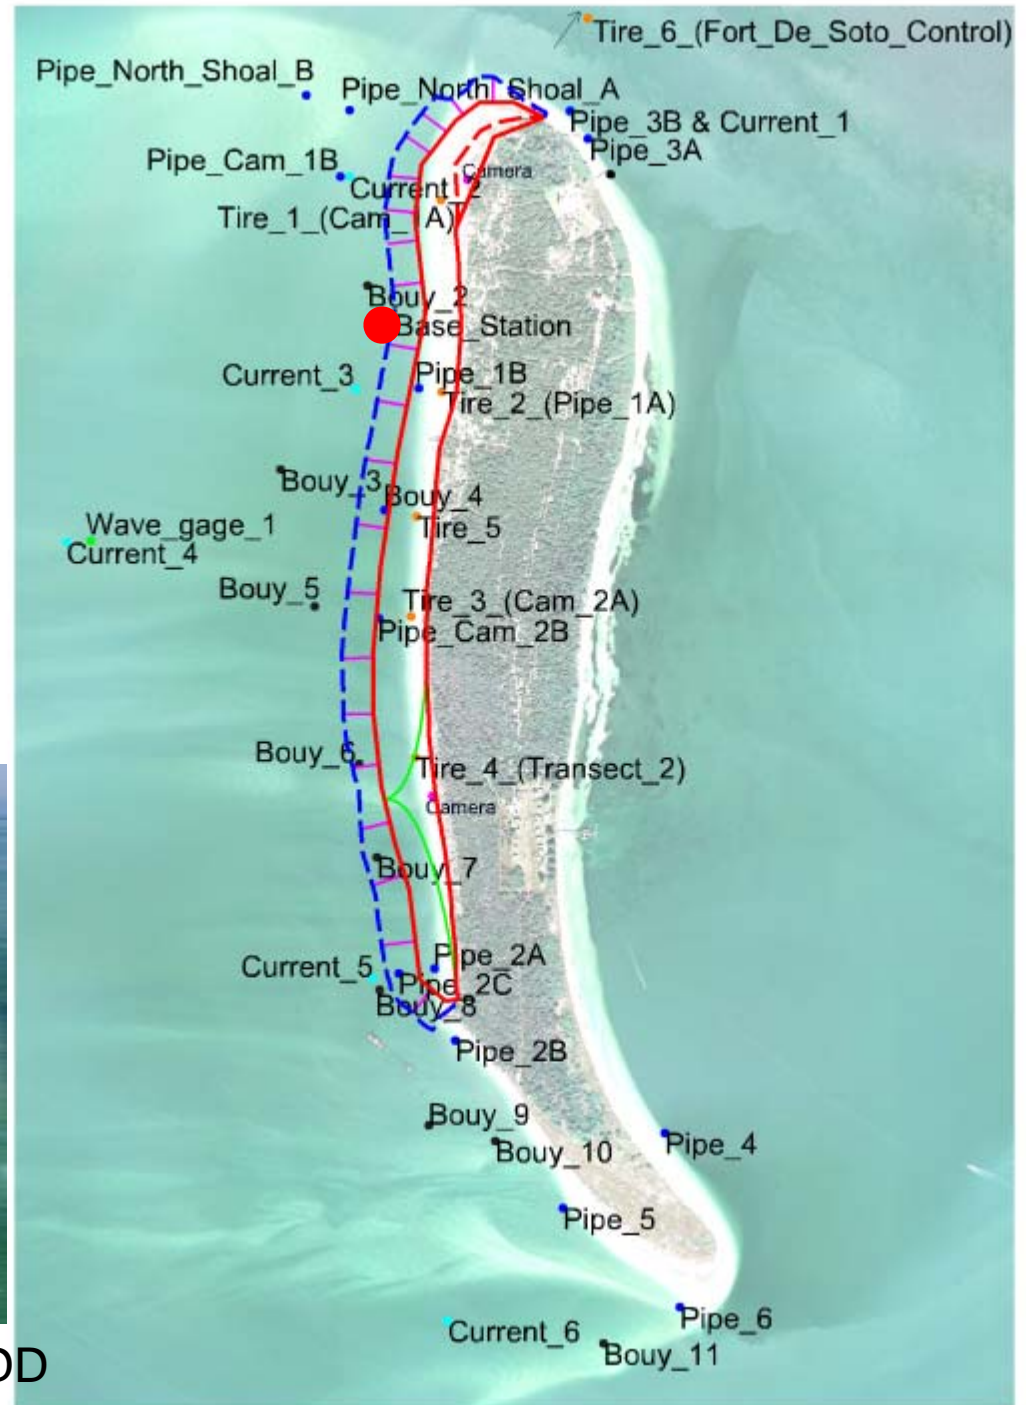 Tire_6_(Fort_De_Soto_Control)
Pipe_North_Shoal_B
Pipe_North_Shoal_A
Pipe_3B & Current_1
Pipe_3A
Pipe_Cam_1B
Camera
Current_2
Tire_1_(Cam_1A)
Bouy_2
Base_Station
Current_3
Pipe_1B
Tire_2_(Pipe_1A)
Bouy_3
Bouy_4
Wave_gage_1
Tire_5
Current_4
Bouy_5
Tire_3_(Cam_2A)
Pipe_Cam_2B
Bouy_6
Tire_4_(Transect_2)
Camera
Bouy_7
Pipe_2A
Current_5
Pipe_2C
Bouy_8
Pipe_2B
Bouy_9
Pipe_4
Bouy_10
Pipe_5
Pipe_6
Current_6
Bouy_11